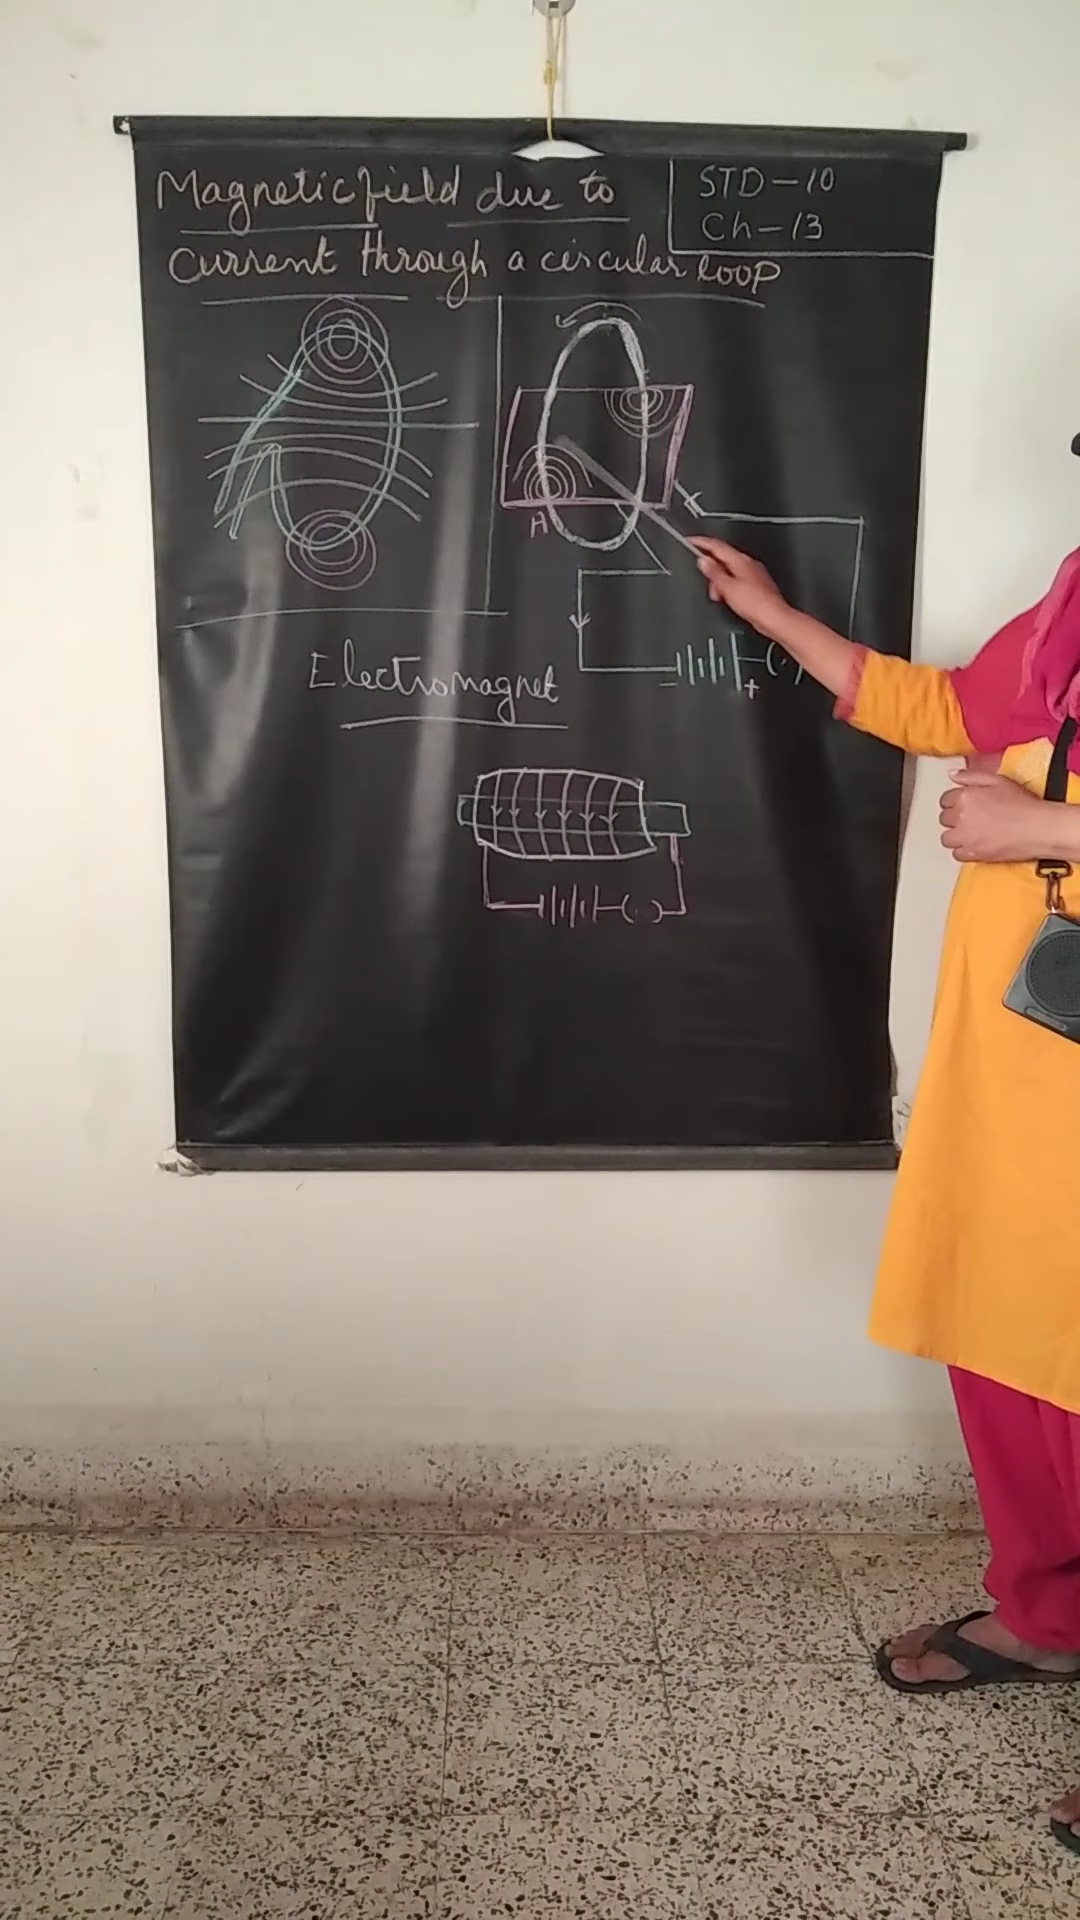 Magnetic field due to
current through a circular loop
STD-10
Ch-13
A
- +
Electromagnet